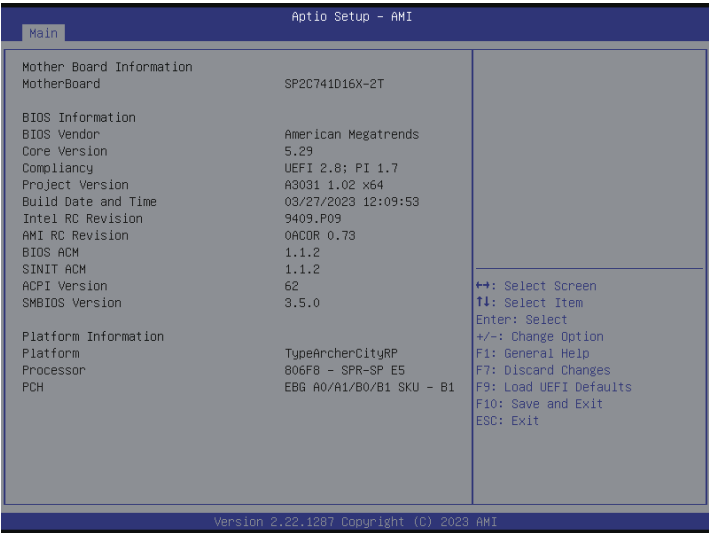 Aptio Setup – AMI
Main
Mother Board Information
MotherBoard SP2C741D16X-2T
BIOS Information
BIOS Vendor American Megatrends
Core Version 5.29
Compliancy UEFI 2.8; PI 1.7
Project Version A3031 1.02 x64
Build Date and Time 03/27/2023 12:09:53
Intel RC Revision 9409.P09
AMI RC Revision 0ACOR 0.73
BIOS ACM 1.1.2
SINIT ACM 1.1.2
ACPI Version 62
SMBIOS Version 3.5.0
Platform Information
Platform TypeArcherCityRP
Processor 806F8 - SPR-SP E5
PCH EBG A0/A1/B0/B1 SKU - B1
↔: Select Screen
↑↓: Select Item
Enter: Select
+/-: Change Option
F1: General Help
F7: Discard Changes
F9: Load UEFI Defaults
F10: Save and Exit
ESC: Exit
Version 2.22.1287 Copyright (C) 2023 AMI